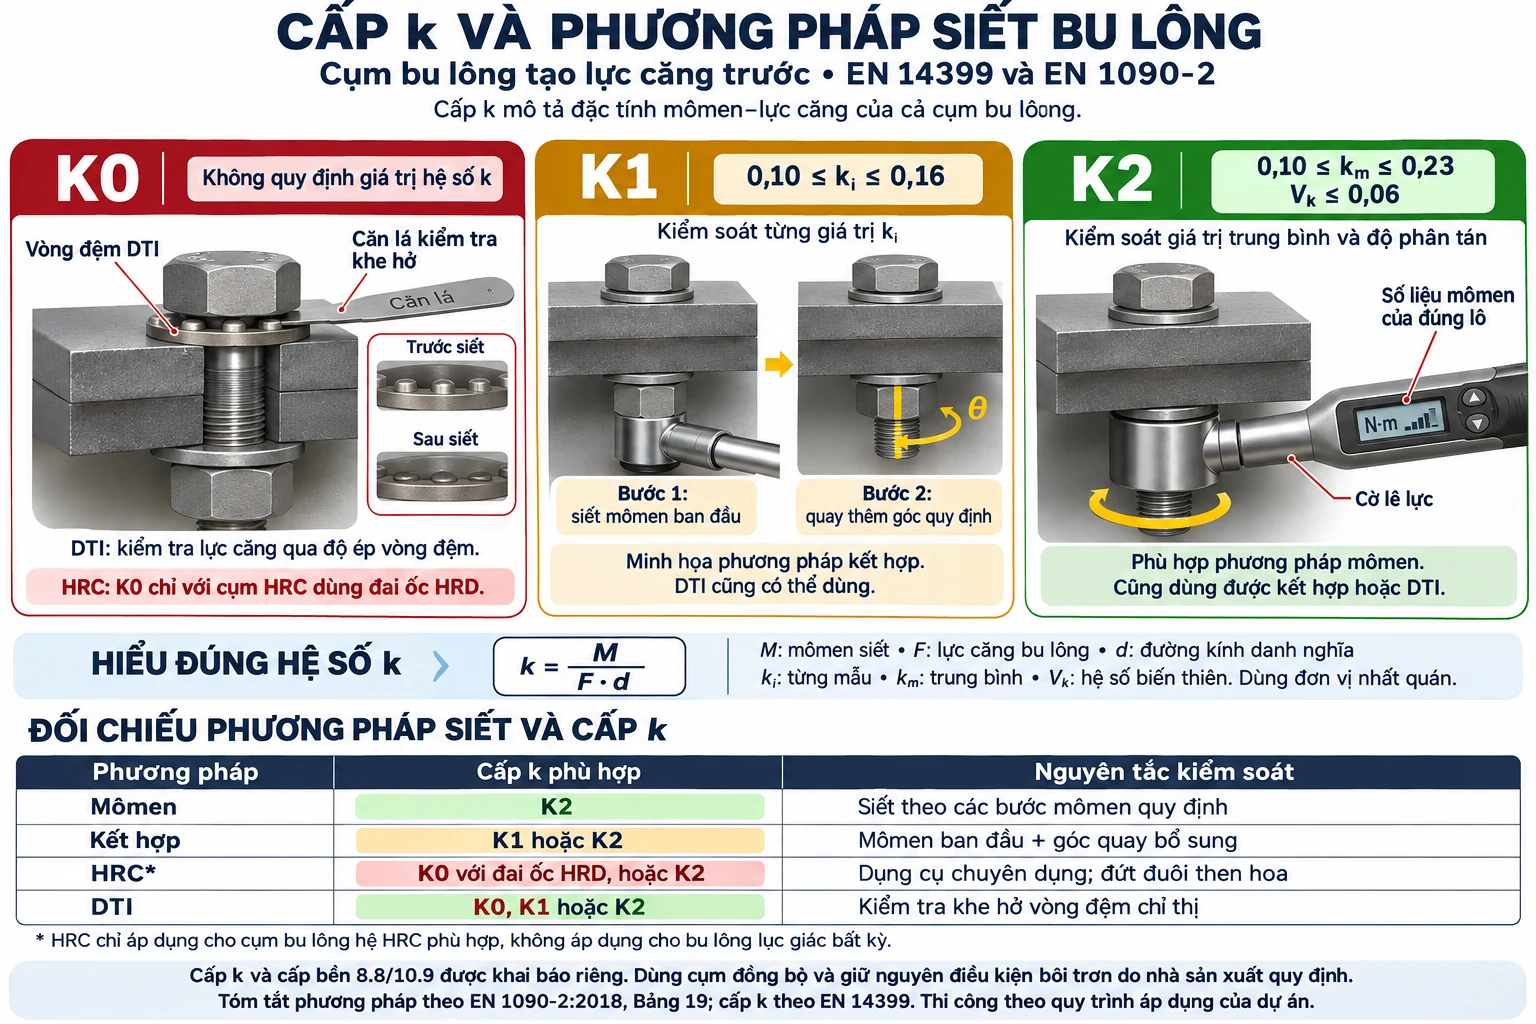 CẤP k VÀ PHƯƠNG PHÁP SIẾT BU LÔNG
Cụm bu lông tạo lực căng trước • EN 14399 và EN 1090-2
Cấp k mô tả đặc tính mômen–lực căng của cả cụm bu lôong.
K0
Không quy định giá trị hệ số k
Vòng đệm DTI
Căn lá kiểm tra
khe hở
Căn lá
Trước siết
Sau siết
DTI: kiểm tra lực căng qua độ ép vòng đệm.
HRC: K0 chỉ với cụm HRC dùng đai ốc HRD.
K1
0,10 ≤ ki ≤ 0,16
Kiểm soát từng giá trị ki
θ
Bước 1:
siết mômen ban đầu
Bước 2:
quay thêm góc quy định
Minh họa phương pháp kết hợp.
DTI cũng có thể dùng.
K2
0,10 ≤ km ≤ 0,23
Vk ≤ 0,06
Kiểm soát giá trị trung bình và độ phân tán
Số liệu mômen
của đúng lô
N·m
Cờ lê lực
Phù hợp phương pháp mômen.
Cũng dùng được kết hợp hoặc DTI.
HIỂU ĐÚNG HỆ SỐ k
k = M / F · d
M: mômen siết • F: lực căng bu lông • d: đường kính danh nghĩa
ki: từng mẫu • km: trung bình • Vk: hệ số biến thiên. Dùng đơn vị nhất quán.
ĐỐI CHIẾU PHƯƠNG PHÁP SIẾT VÀ CẤP k
Phương pháp Cấp k phù hợp Nguyên tắc kiểm soát
Mômen K2 Siết theo các bước mômen quy định
Kết hợp K1 hoặc K2 Mômen ban đầu + góc quay bổ sung
HRC* K0 với đai ốc HRD, hoặc K2 Dụng cụ chuyên dụng; đứt đuôi then hoa
DTI K0, K1 hoặc K2 Kiểm tra khe hở vòng đệm chỉ thị
* HRC chỉ áp dụng cho cụm bu lông hệ HRC phù hợp, không áp dụng cho bu lông lục giác bất kỳ.
Cấp k và cấp bền 8.8/10.9 được khai báo riêng. Dùng cụm đồng bộ và giữ nguyên điều kiện bôi trơn do nhà sản xuất quy định.
Tóm tắt phương pháp theo EN 1090-2:2018, Bảng 19; cấp k theo EN 14399. Thi công theo quy trình áp dụng của dự án.